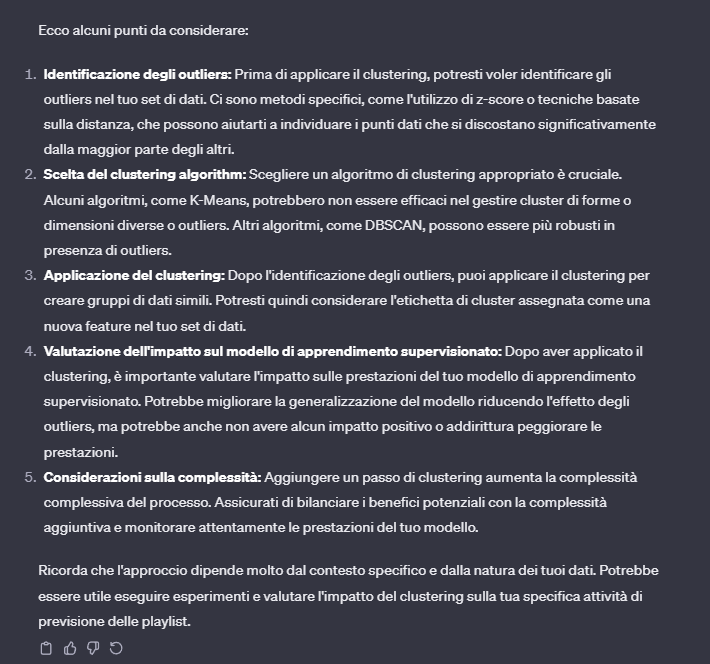 Ecco alcuni punti da considerare:
1. Identificazione degli outliers: Prima di applicare il clustering, potresti voler identificare gli
outliers nel tuo set di dati. Ci sono metodi specifici, come l'utilizzo di z-score o tecniche basate
sulla distanza, che possono aiutarti a individuare i punti dati che si discostano significativamente
dalla maggior parte degli altri.
2. Scelta del clustering algorithm: Scegliere un algoritmo di clustering appropriato è cruciale.
Alcuni algoritmi, come K-Means, potrebbero non essere efficaci nel gestire cluster di forme o
dimensioni diverse o outliers. Altri algoritmi, come DBSCAN, possono essere più robusti in
presenza di outliers.
3. Applicazione del clustering: Dopo l'identificazione degli outliers, puoi applicare il clustering per
creare gruppi di dati simili. Potresti quindi considerare l'etichetta di cluster assegnata come una
nuova feature nel tuo set di dati.
4. Valutazione dell'impatto sul modello di apprendimento supervisionato: Dopo aver applicato il
clustering, è importante valutare l'impatto sulle prestazioni del tuo modello di apprendimento
supervisionato. Potrebbe migliorare la generalizzazione del modello riducendo l'effetto degli
outliers, ma potrebbe anche non avere alcun impatto positivo o addirittura peggiorare le
prestazioni.
5. Considerazioni sulla complessità: Aggiungere un passo di clustering aumenta la complessità
complessiva del processo. Assicurati di bilanciare i benefici potenziali con la complessità
aggiuntiva e monitorare attentamente le prestazioni del tuo modello.
Ricorda che l'approccio dipende molto dal contesto specifico e dalla natura dei tuoi dati. Potrebbe
essere utile eseguire esperimenti e valutare l'impatto del clustering sulla tua specifica attività di
previsione delle playlist.